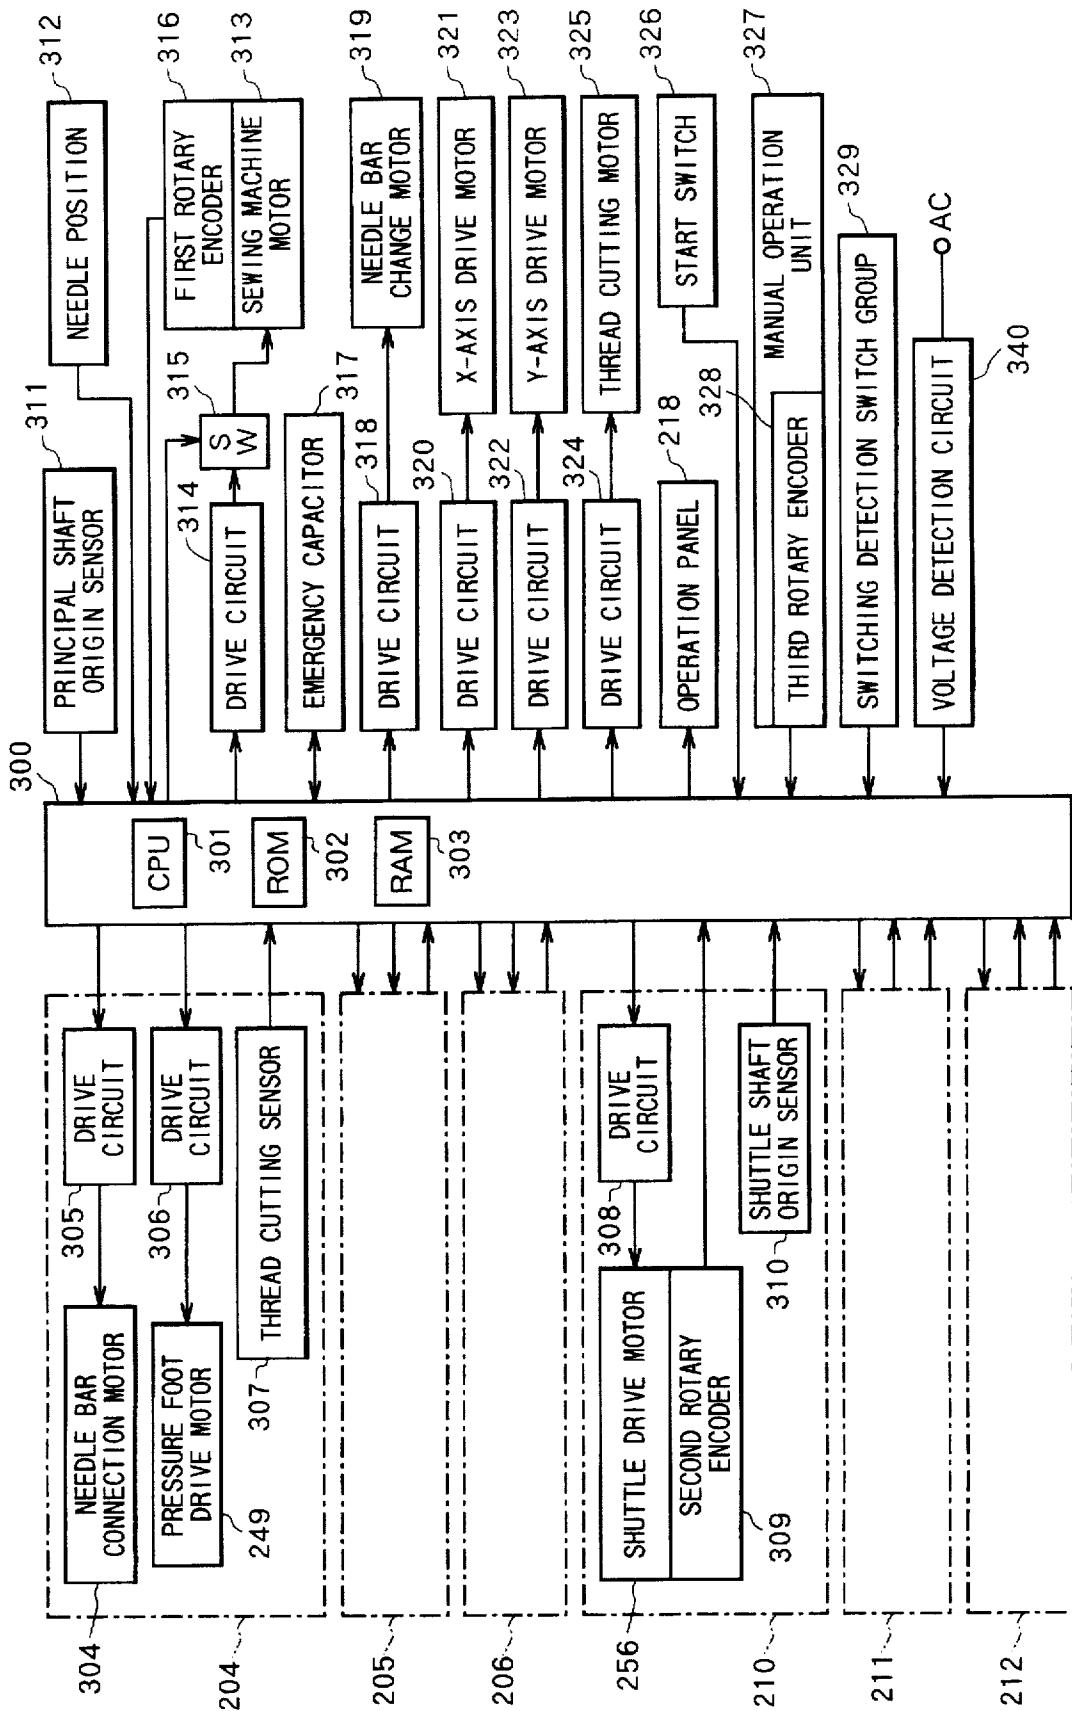 312
NEEDLE POSITION
316
FIRST ROTARY
ENCODER
SEWING MACHINE
MOTOR
313
319
NEEDLE BAR
CHANGE MOTOR
321
X-AXIS DRIVE MOTOR
323
Y-AXIS DRIVE MOTOR
325
THREAD CUTTING MOTOR
326
START SWITCH
327
MANUAL OPERATION
UNIT
328
THIRD ROTARY ENCODER
329
SWITCHING DETECTION SWITCH GROUP
AC
VOLTAGE DETECTION CIRCUIT
340
311
PRINCIPAL SHAFT
ORIGIN SENSOR
315
SW
314
DRIVE CIRCUIT
317
EMERGENCY CAPACITOR
318
DRIVE CIRCUIT
320
DRIVE CIRCUIT
322
DRIVE CIRCUIT
324
DRIVE CIRCUIT
218
OPERATION PANEL
300
CPU
301
ROM
302
RAM
303
DRIVE
CIRCUIT
305
DRIVE
CIRCUIT
306
THREAD CUTTING SENSOR
307
NEEDLE BAR
CONNECTION MOTOR
304
PRESSURE FOOT
DRIVE MOTOR
249
204
205
206
DRIVE
CIRCUIT
308
SHUTTLE SHAFT
ORIGIN SENSOR
310
SHUTTLE DRIVE MOTOR
SECOND ROTARY
ENCODER
309
256
210
211
212